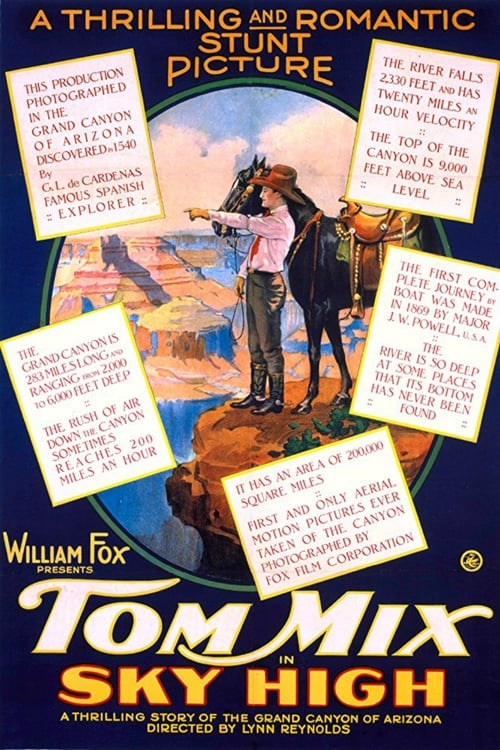 A THRILLING AND ROMANTIC
STUNT
PICTURE
THIS PRODUCTION
PHOTOGRAPHED
IN THE
GRAND CANYON
OF ARIZONA
DISCOVERED IN 1540
By
G. L. de CARDENAS
FAMOUS SPANISH
:: EXPLORER ::
THE RIVER FALLS
2330 FEET AND HAS
TWENTY MILES AN
HOUR VELOCITY
::
THE TOP OF THE
CANYON IS 9,000
FEET ABOVE SEA
:: LEVEL ::
THE FIRST COM-
PLETE JOURNEY by
BOAT WAS MADE
IN 1869 BY MAJOR
J. W. POWELL, U.S.A.
::
THE
RIVER IS SO DEEP
AT SOME PLACES
THAT ITS BOTTOM
HAS NEVER BEEN
:: FOUND ::
THE
GRAND CANYON IS
283 MILES LONG AND
RANGING FROM 2,000
TO 6,000 FEET DEEP
::
THE RUSH OF AIR
DOWN THE CANYON
SOMETIMES
REACHES 200
MILES AN HOUR
IT HAS AN AREA OF 200,000
SQUARE MILES
::
FIRST AND ONLY AERIAL
MOTION PICTURES EVER
TAKEN OF THE CANYON
PHOTOGRAPHED BY
FOX FILM CORPORATION
WILLIAM FOX
PRESENTS
TOM MIX
IN
SKY HIGH
A THRILLING STORY OF THE GRAND CANYON OF ARIZONA
DIRECTED BY LYNN REYNOLDS